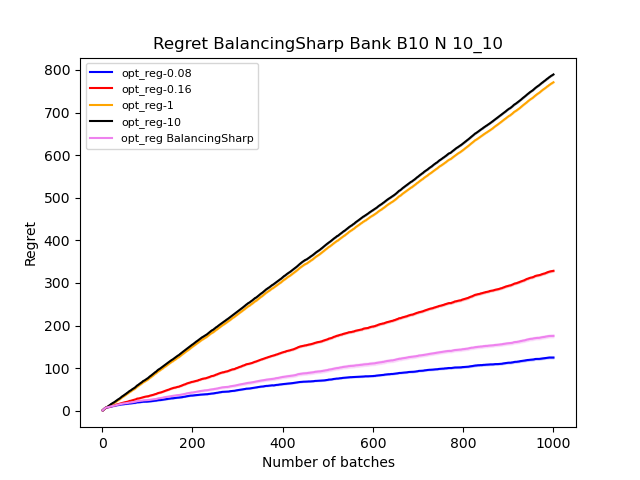 Regret BalancingSharp Bank B10 N 10_10
opt_reg-0.08
opt_reg-0.16
opt_reg-1
opt_reg-10
opt_reg BalancingSharp
800
700
600
500
400
300
200
100
0
Regret
0 200 400 600 800 1000
Number of batches